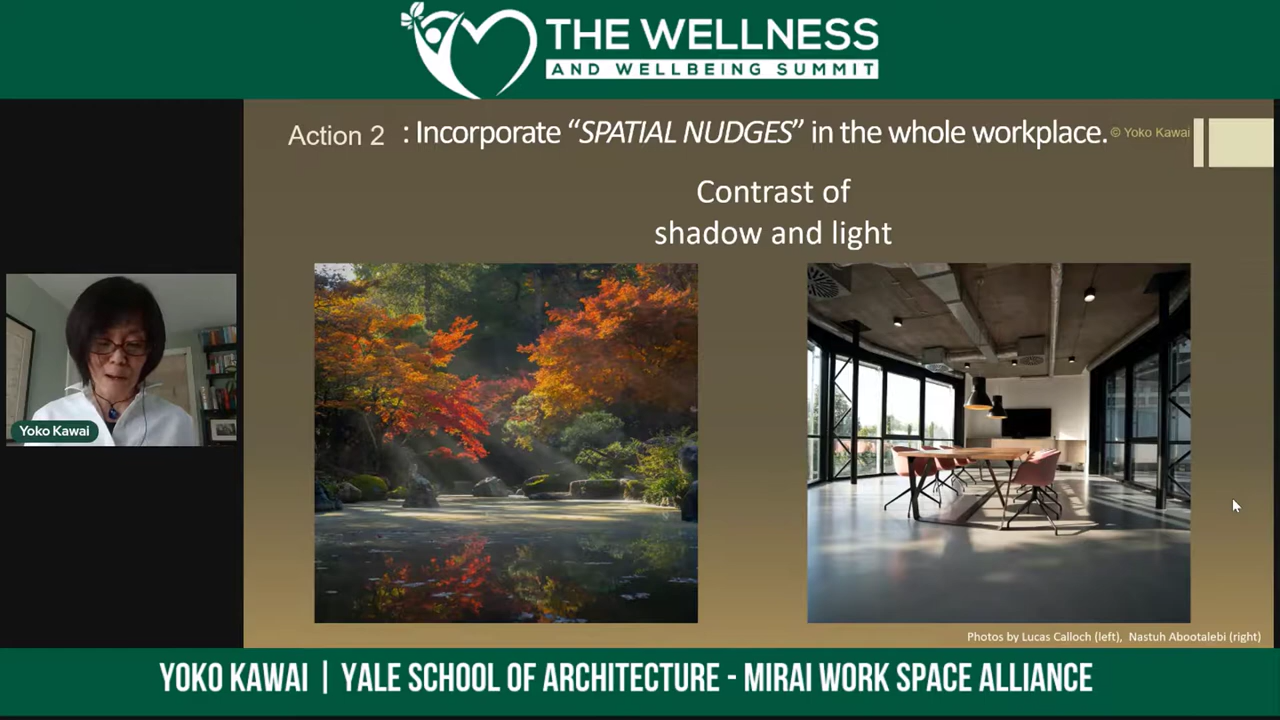 THE WELLNESS
AND WELLBEING SUMMIT
Action 2 : Incorporate “SPATIAL NUDGES” in the whole workplace. © Yoko Kawai
Contrast of
shadow and light
Yoko Kawai
Photos by Lucas Calloch (left), Nastuh Abootalebi (right)
YOKO KAWAI | YALE SCHOOL OF ARCHITECTURE - MIRAI WORK SPACE ALLIANCE